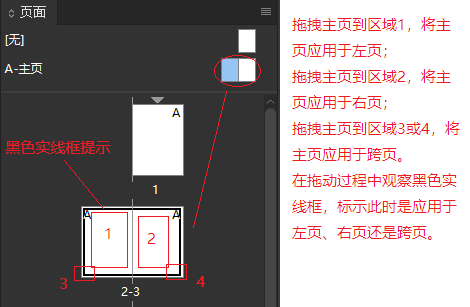 页面
[无]
A-主页
A
黑色实线框提示
1
A
A
1
2
3
4
2-3
拖拽主页到区域1，将主
页应用于左页；
拖拽主页到区域2，将主
页应用于右页；
拖拽主页到区域3或4，将
主页应用于跨页。
在拖动过程中观察黑色实
线框，标示此时是应用于
左页、右页还是跨页。